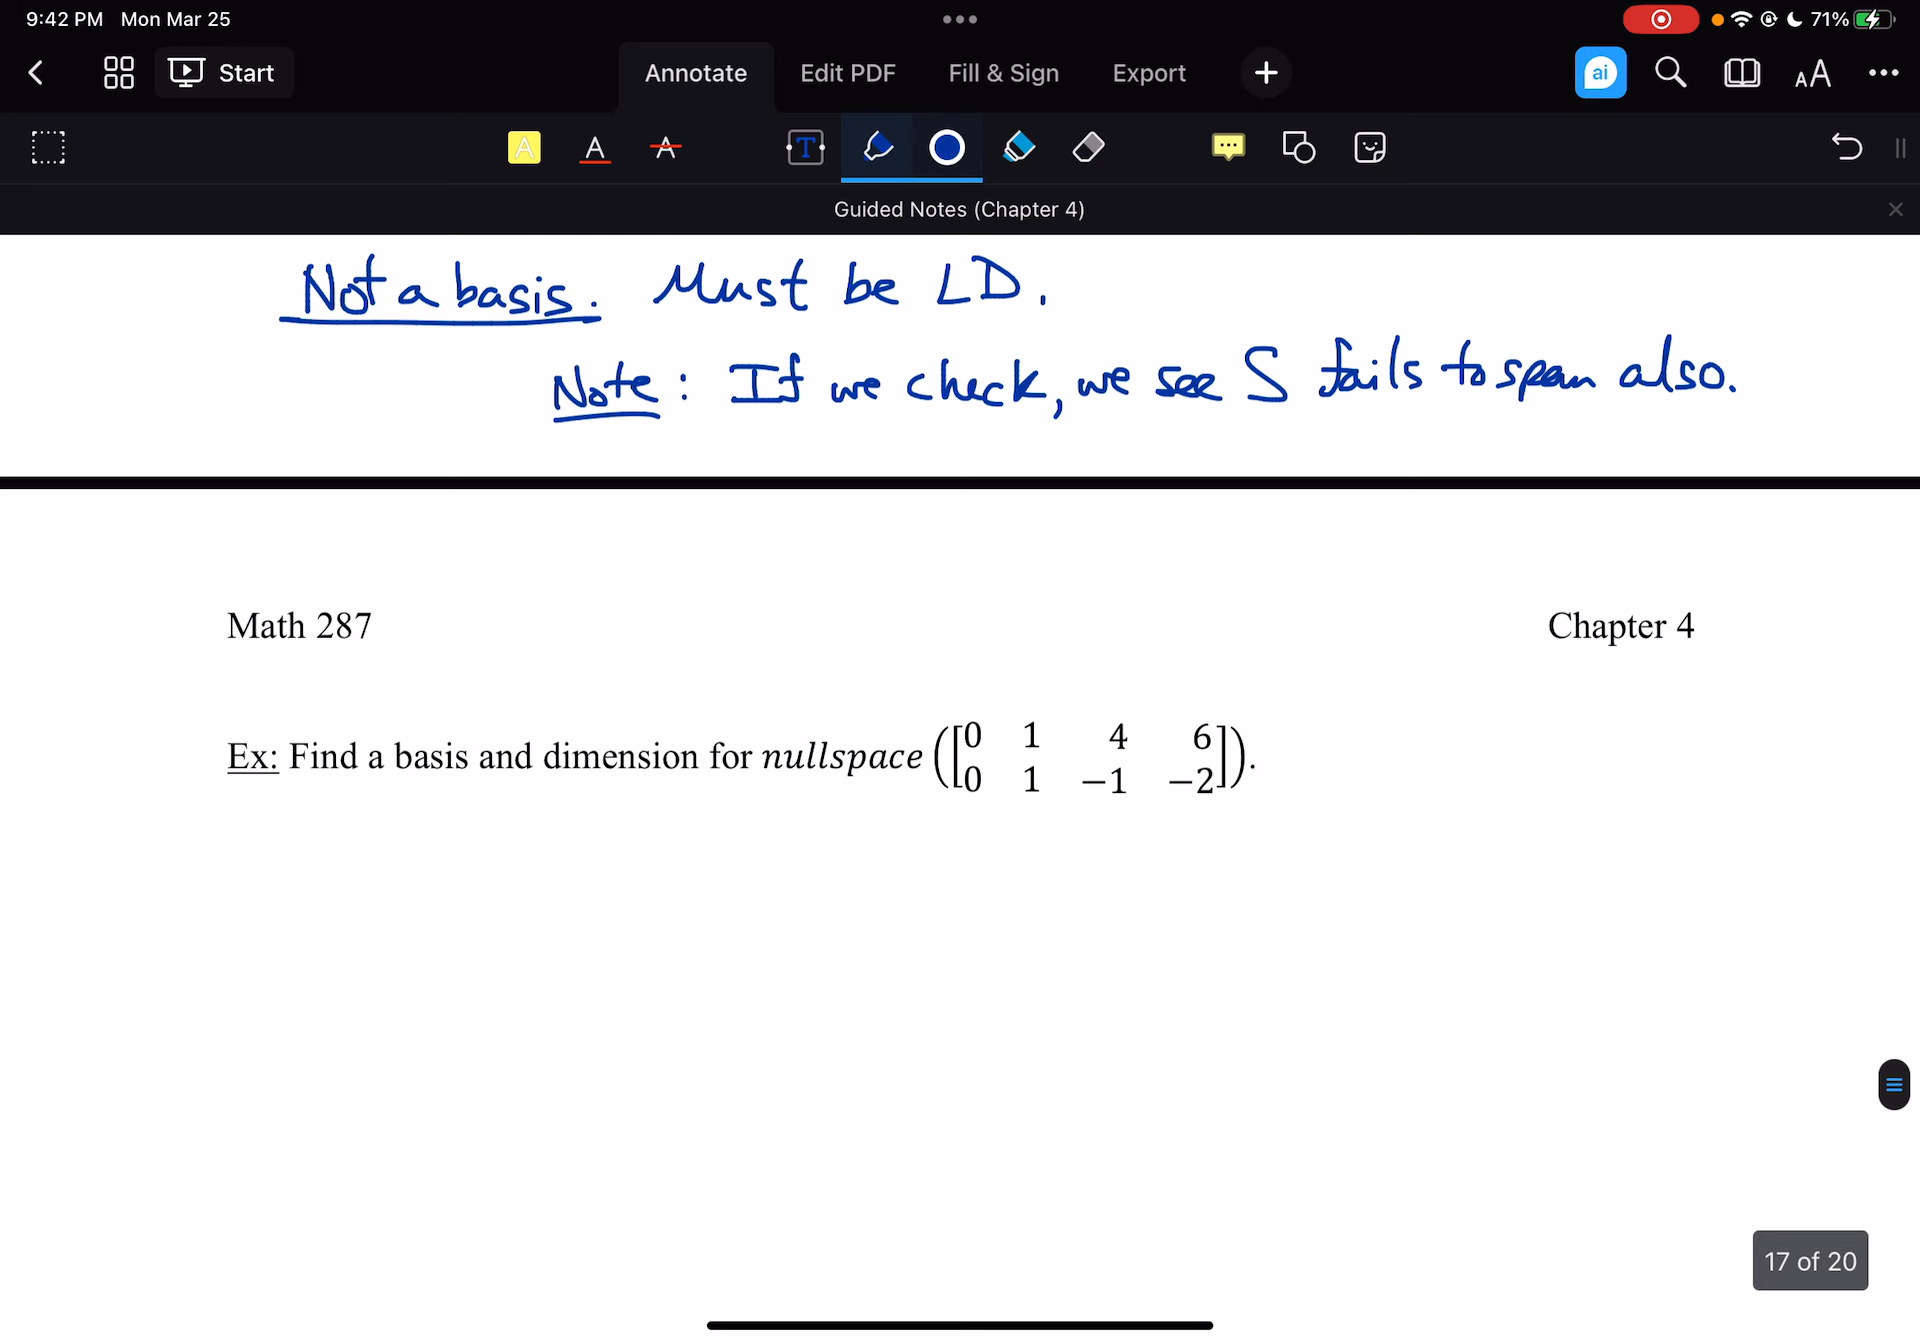 9:42 PM Mon Mar 25
71%
Start
Annotate Edit PDF Fill & Sign Export +
ai
AA
A A A T
Guided Notes (Chapter 4)
Not a basis. Must be LD.
Note: If we check, we see S fails to span also.
Math 287 Chapter 4
Ex: Find a basis and dimension for nullspace ([0 1 4 6
0 1 −1 −2]).
17 of 20